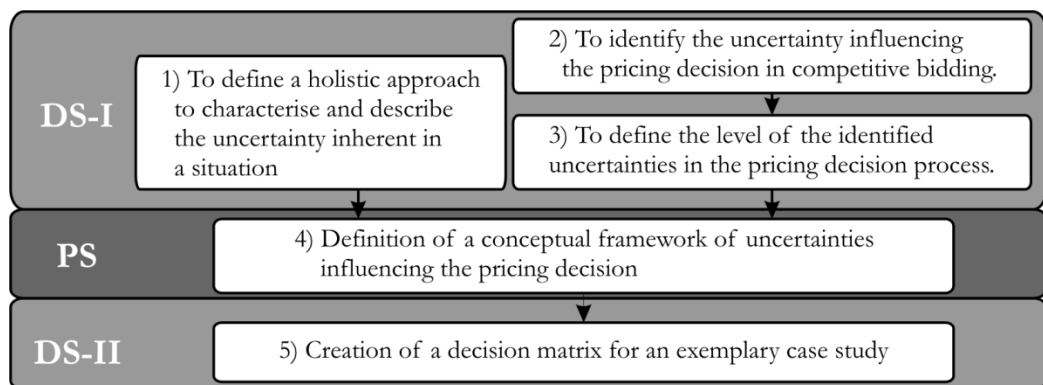 DS-I
1) To define a holistic approach
to characterise and describe
the uncertainty inherent in
a situation
2) To identify the uncertainty influencing
the pricing decision in competitive bidding.
3) To define the level of the identified
uncertainties in the pricing decision process.
PS
4) Definition of a conceptual framework of uncertainties
influencing the pricing decision
DS-II
5) Creation of a decision matrix for an exemplary case study